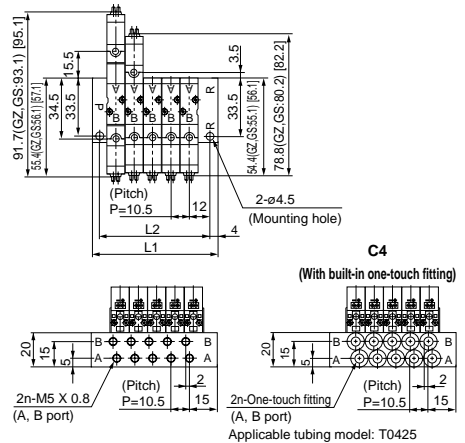 91.7(GZ,GS:93.1) [95.1]
55.4(GZ,GS:56.1) [57.1]
34.5
33.5
15.5
3.5
33.5
54.4(GZ,GS:55.1) [56.1]
78.8(GZ,GS:80.2) [82.2]
P
R
R
A A A A A
B B B B B
(Pitch)
P=10.5
12
2-ø4.5
(Mounting hole)
L2
4
L1
C4
(With built-in one-touch fitting)
20
15
5
B
A
B
A
(Pitch)
P=10.5
2
15
2n-M5 X 0.8
(A, B port)
20
15
5
B
A
B
A
(Pitch)
P=10.5
2
15
2n-One-touch fitting
(A, B port)
Applicable tubing model: T0425